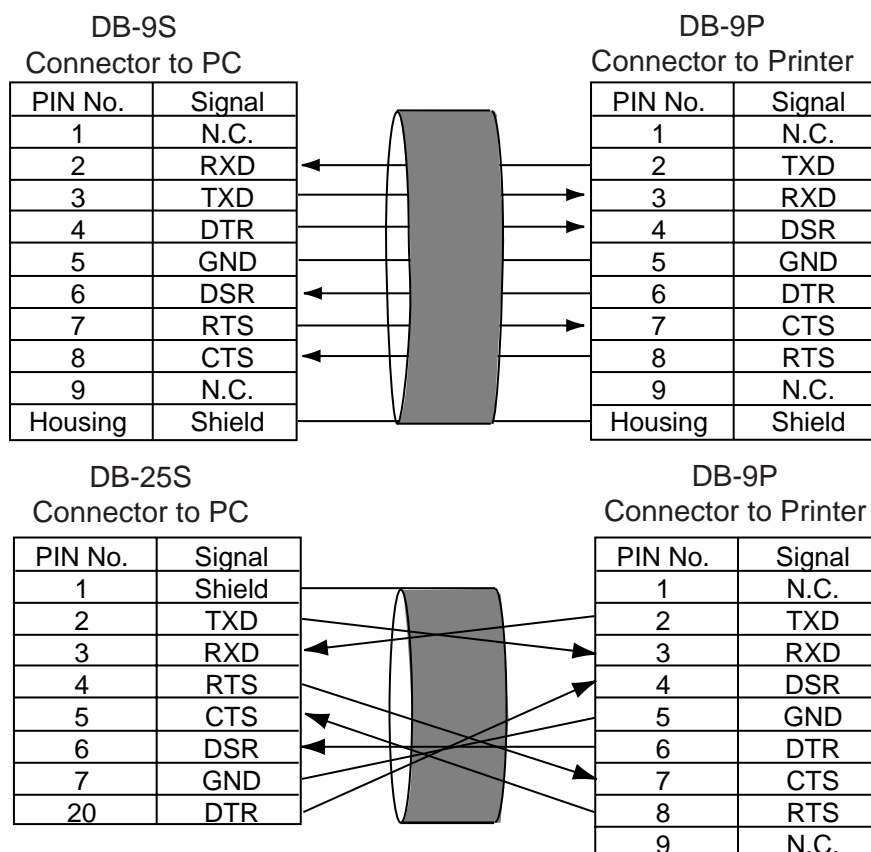 DB-9S
Connector to PC
DB-9P
Connector to Printer
PIN No. Signal
1 N.C.
2 RXD
3 TXD
4 DTR
5 GND
6 DSR
7 RTS
8 CTS
9 N.C.
Housing Shield
PIN No. Signal
1 N.C.
2 TXD
3 RXD
4 DSR
5 GND
6 DTR
7 CTS
8 RTS
9 N.C.
Housing Shield
DB-25S
Connector to PC
DB-9P
Connector to Printer
PIN No. Signal
1 Shield
2 TXD
3 RXD
4 RTS
5 CTS
6 DSR
7 GND
20 DTR
PIN No. Signal
1 N.C.
2 TXD
3 RXD
4 DSR
5 GND
6 DTR
7 CTS
8 RTS
9 N.C.